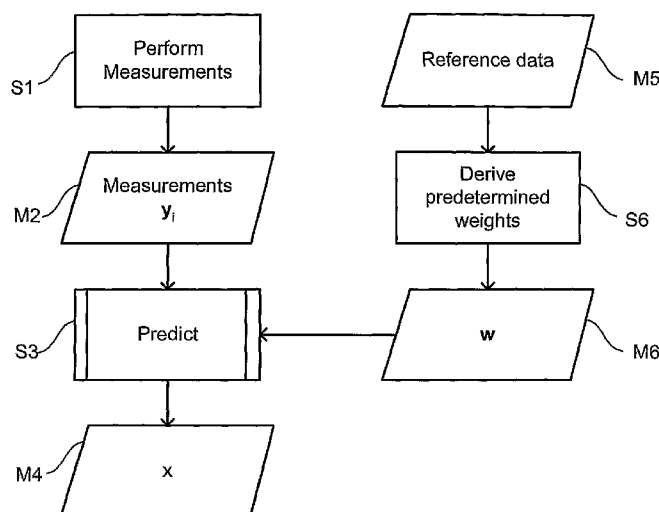 Perform
Measurements
S1
Reference data
M5
Measurements
yi
M2
Derive
predetermined
weights
S6
Predict
S3
w
M6
x
M4